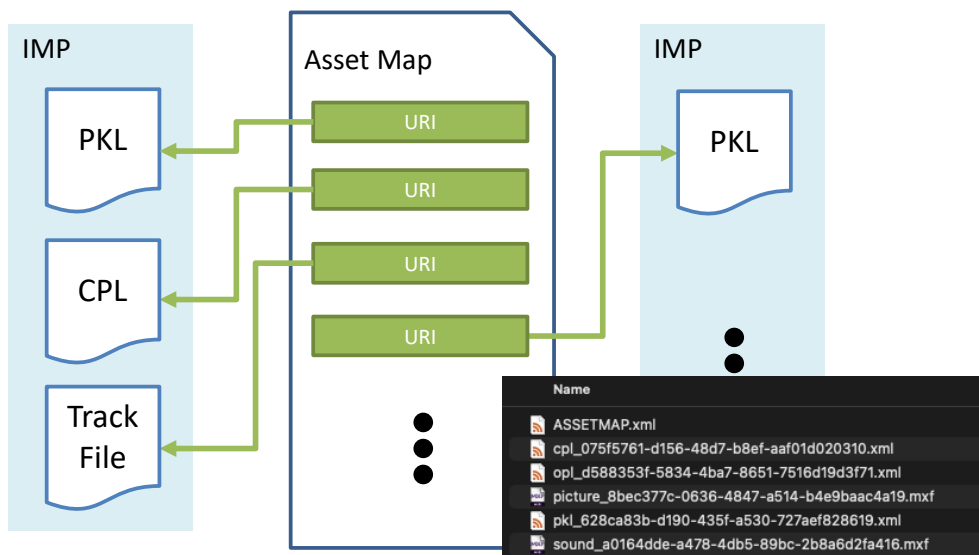 IMP
PKL
CPL
Track
File
Asset Map
URI
URI
URI
URI
IMP
PKL
Name
ASSETMAP.xml
cpl_075f5761-d156-48d7-b8ef-aaf01d020310.xml
opl_d588353f-5834-4ba7-8651-7516d19d3f71.xml
picture_8bec377c-0636-4847-a514-b4e9baac4a19.mxf
pkl_628ca83b-d190-435f-a530-727aef828619.xml
sound_a0164dde-a478-4db5-89bc-2b8a6d2fa416.mxf